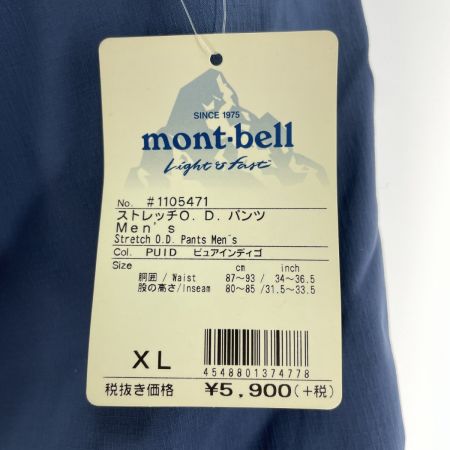 SINCE 1975
mont-bell
Light & Fast
No. #1105471
ストレッチO. D. パンツ
Men's
Stretch O.D. Pants Men's
Col. PUID ピュアインディゴ
Size cm inch
胴囲 / Waist 87~93 / 34~36.5
股の高さ/Inseam 80~85 /31.5~33.5
XL
4548801374778
税抜き価格 ¥5,900(+税)